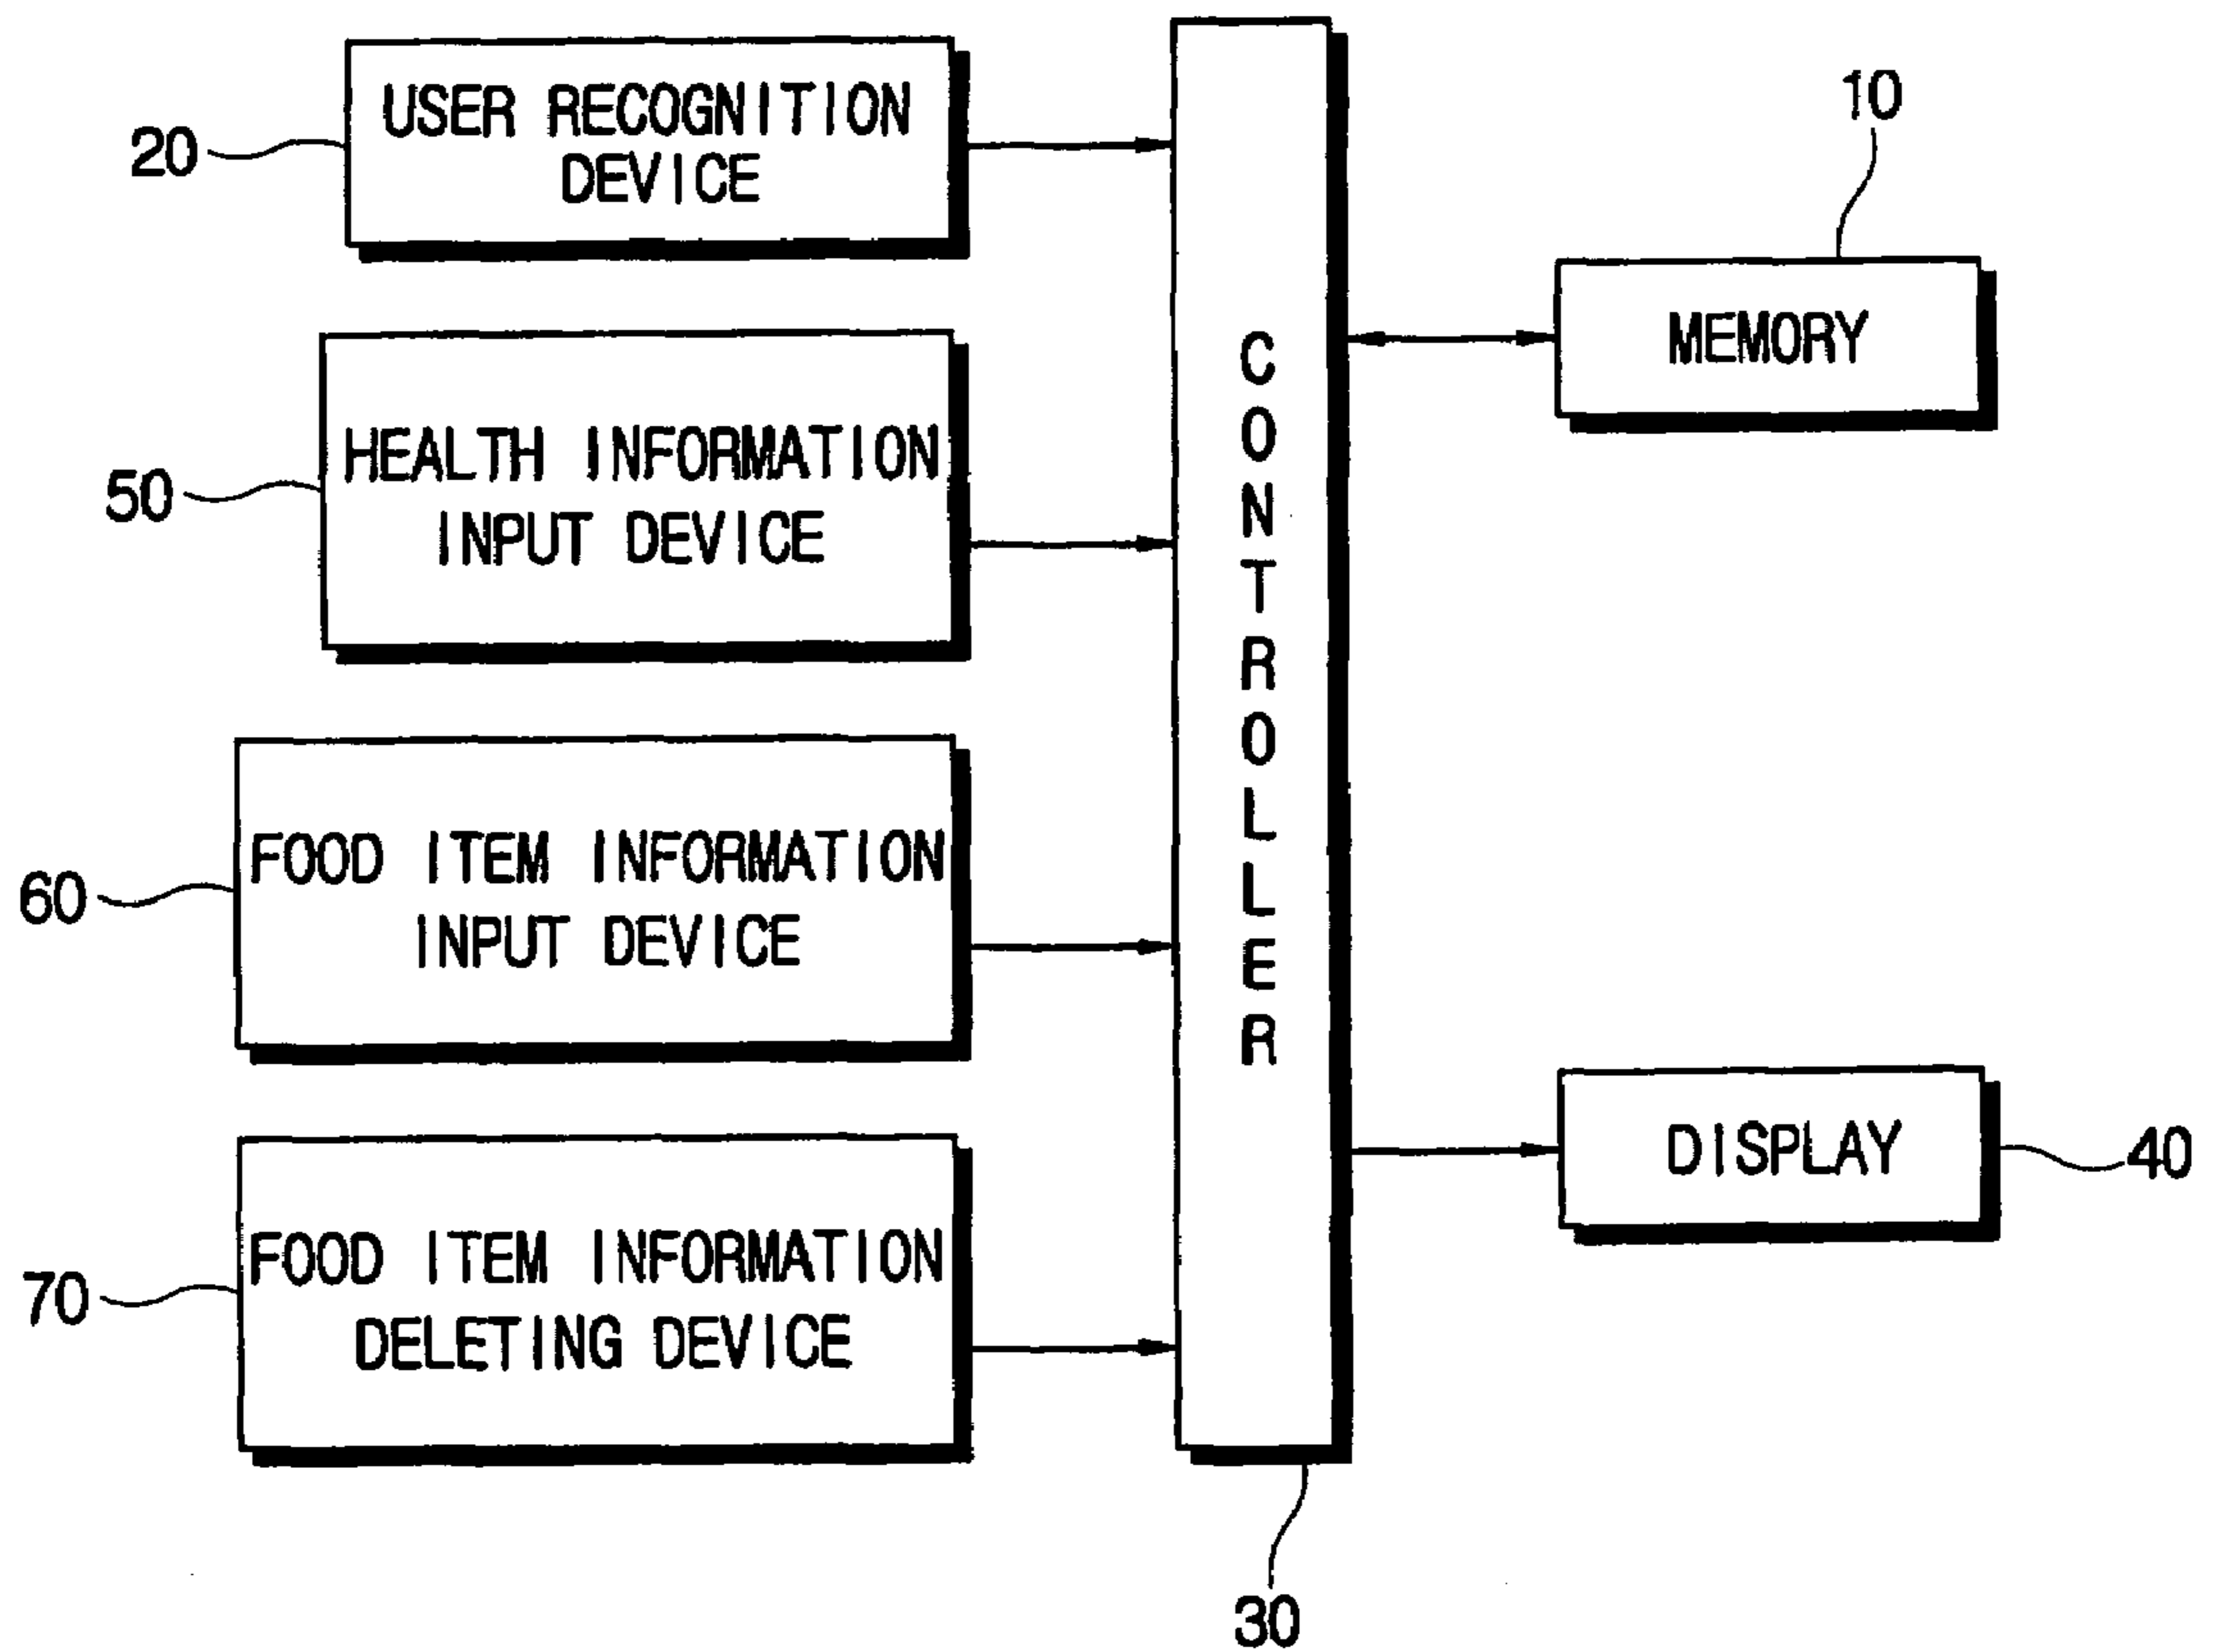 20
USER RECOGNITION
DEVICE
50
HEALTH INFORMATION
INPUT DEVICE
60
FOOD ITEM INFORMATION
INPUT DEVICE
70
FOOD ITEM INFORMATION
DELETING DEVICE
CONTROLLER
30
10
MEMORY
DISPLAY
40